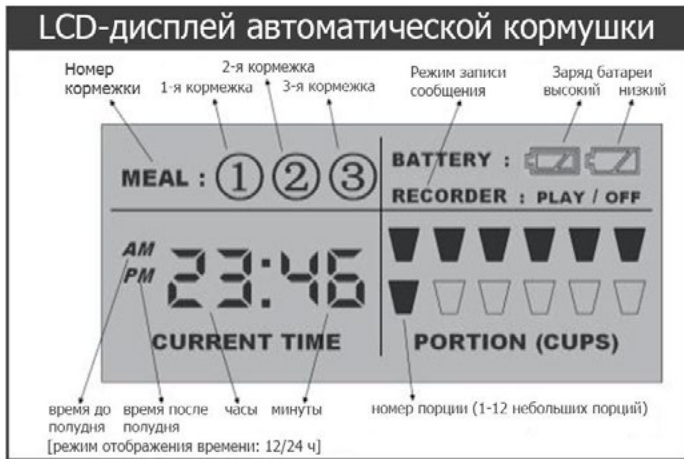 LCD-дисплей автоматической кормушки
Номер кормежки
1-я кормежка
2-я кормежка
3-я кормежка
Режим записи сообщения
Заряд батареи
высокий низкий
MEAL : 1 2 3
BATTERY :
RECORDER : PLAY / OFF
AM
PM
23:46
CURRENT TIME
PORTION (CUPS)
время до полудня
время после полудня
часы
минуты
номер порции (1-12 небольших порций)
[режим отображения времени: 12/24 ч]